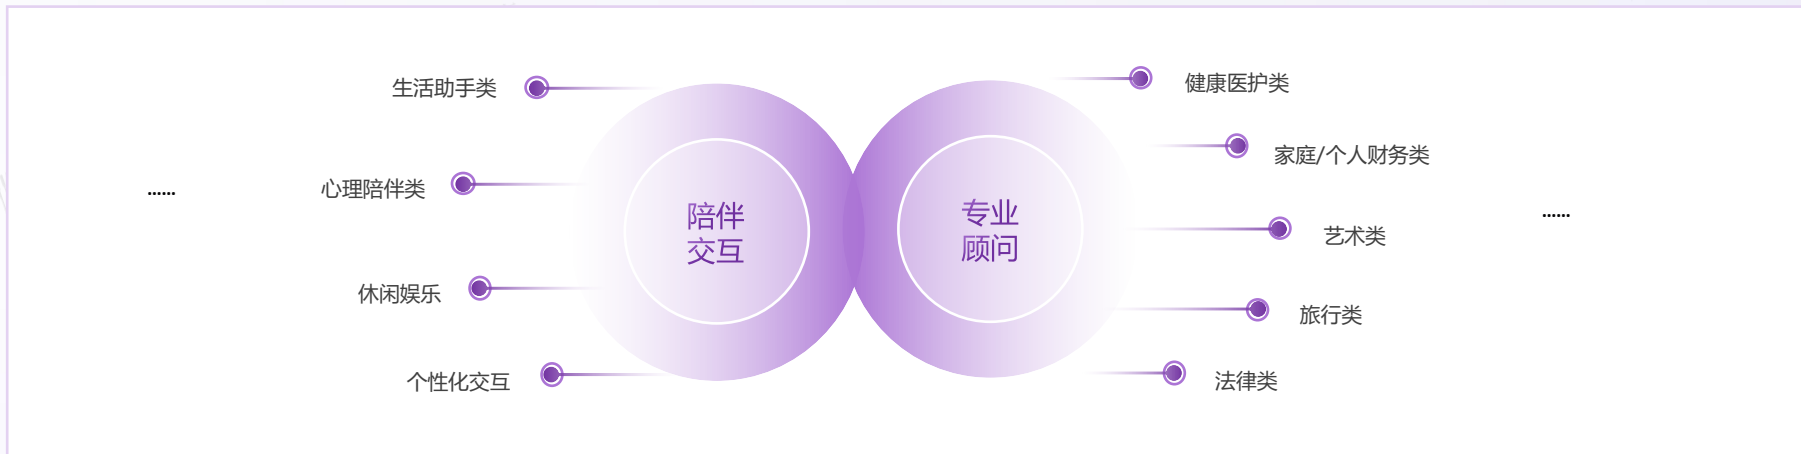 生活助手类
心理陪伴类
......
休闲娱乐
个性化交互
陪伴
交互
专业
顾问
健康医护类
家庭/个人财务类
艺术类
......
旅行类
法律类